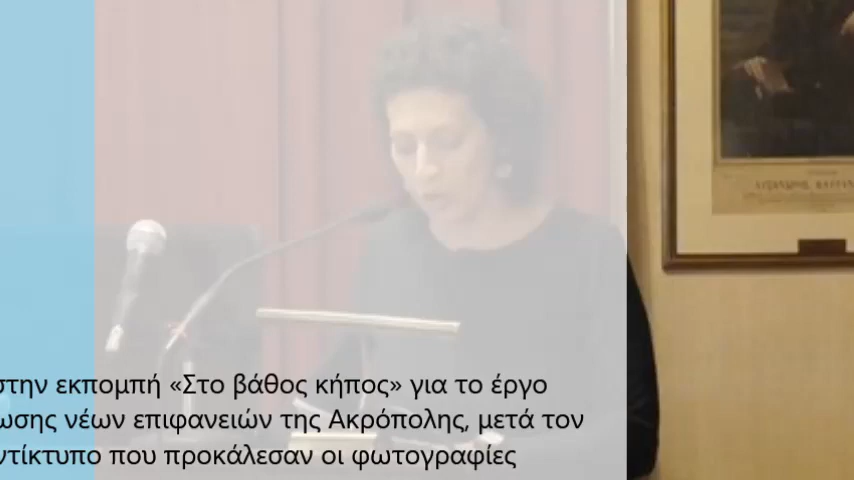 στην εκπομπή «Στο βάθος κήπος» για το έργο
ωσης νέων επιφανειών της Ακρόπολης, μετά τον
ντίκτυπο που προκάλεσαν οι φωτογραφίες